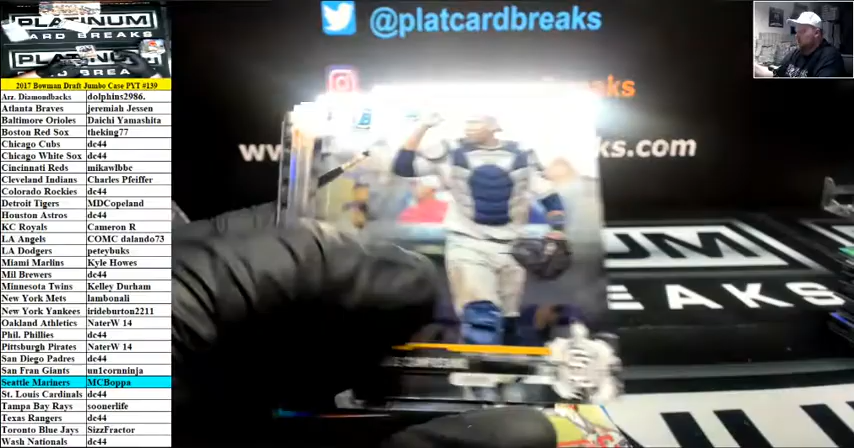 PLATINUM
ARD BREAKS
@platcardbreaks
2017 Bowman Draft Jumbo Case PYT #139
Arz. Diamondbacks dolphins2986.
Atlanta Braves jeremiah Jessen
Baltimore Orioles Daichi Yamashita
Boston Red Sox theking77
Chicago Cubs dc44
Chicago White Sox dc44
Cincinnati Reds mikawlbbc
Cleveland Indians Charles Pfeiffer
Colorado Rockies dc44
Detroit Tigers MDCopeland
Houston Astros dc44
KC Royals Cameron R
LA Angels COMC dalando73
LA Dodgers peteybuks
Miami Marlins Kyle Howes
Mil Brewers dc44
Minnesota Twins Kelley Durham
New York Mets lambonali
New York Yankees irideburton2211
Oakland Athletics NaterW 14
Phil. Phillies dc44
Pittsburgh Pirates NaterW 14
San Diego Padres dc44
San Fran Giants un1cornninja
Seattle Mariners MCBoppa
St. Louis Cardinals dc44
Tampa Bay Rays soonerlife
Texas Rangers dc44
Toronto Blue Jays SizzFractor
Wash Nationals dc44
ks.com
UM
EAKS